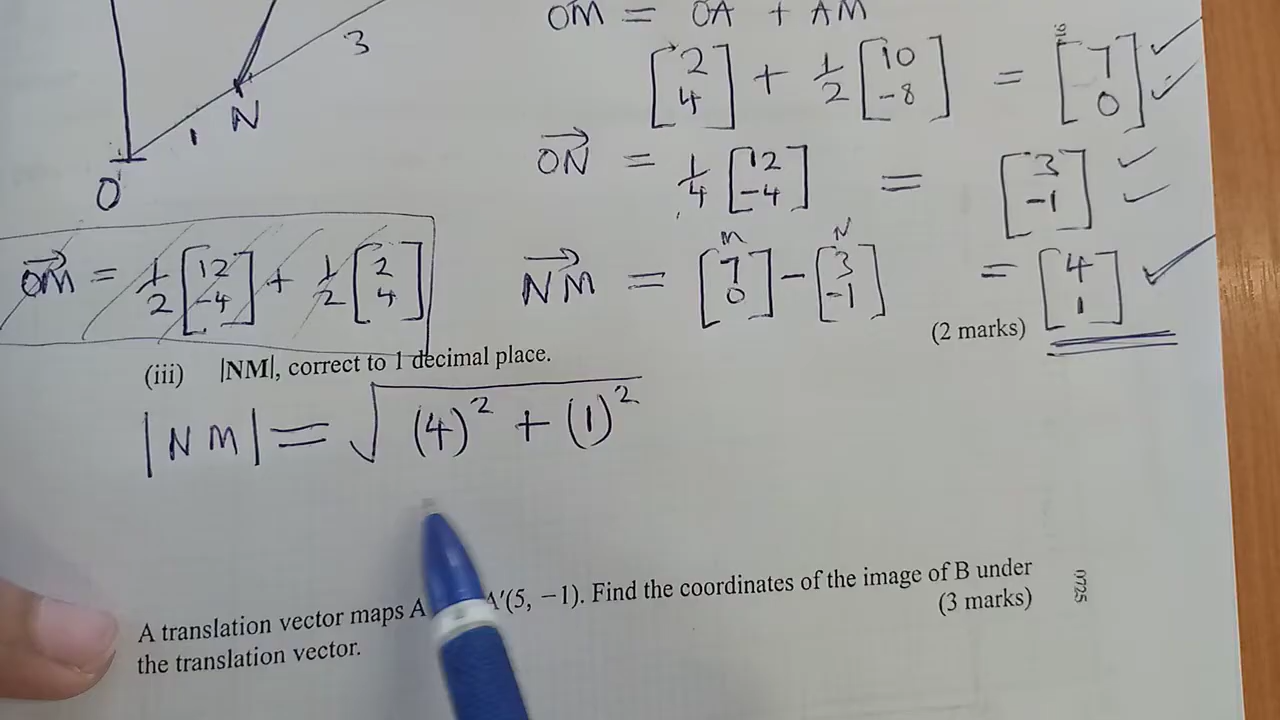 OM = OA + AM
3
[2 4] + 1/2 [10 -8] = [7 0] ✓ ✓
N
1
O
ON = 1/4 [12 -4] = [3 -1] ✓ ✓
OM = 1/2 [12 -4] + 1/2 [2 4]
M N
NM = [7 0] - [3 -1] = [4 1] ✓
(2 marks)
(iii) |NM|, correct to 1 decimal place.
|NM| = √(4)² + (1)²
A translation vector maps A A′(5, −1). Find the coordinates of the image of B under
the translation vector.
(3 marks)
0725